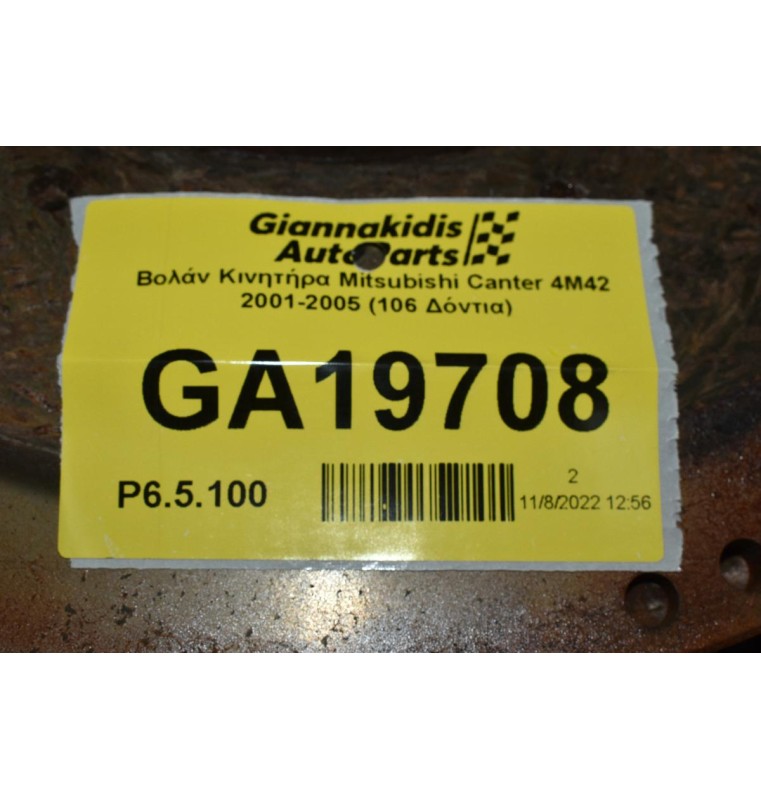 Giannakidis
AutoParts
Βολάν Κινητήρα Mitsubishi Canter 4M42
2001-2005 (106 Δόντια)
GA19708
P6.5.100
2
11/8/2022 12:56